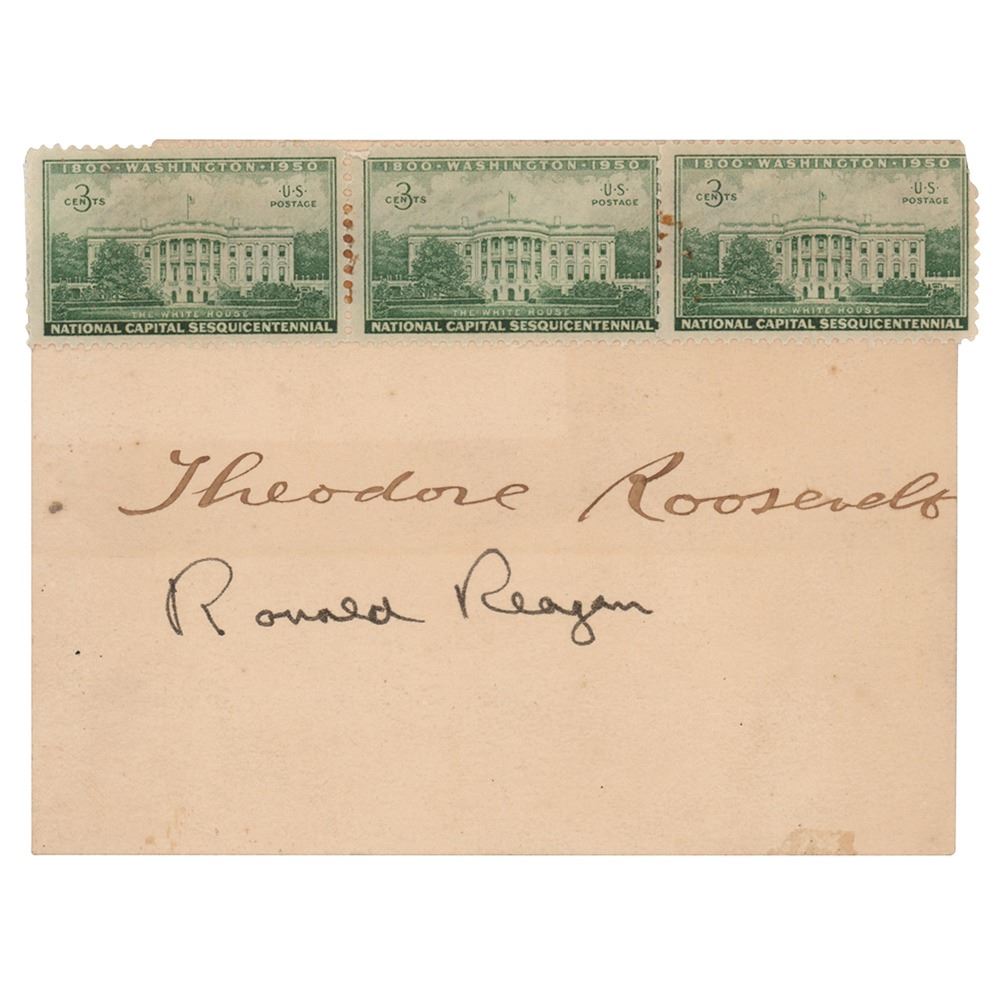 1800 · WASHINGTON · 1950 1800 · WASHINGTON · 1950 1800 · WASHINGTON · 1950
3 CENTS · U·S· POSTAGE 3 CENTS · U·S· POSTAGE 3 CENTS · U·S· POSTAGE
THE WHITE HOUSE THE WHITE HOUSE THE WHITE HOUSE
NATIONAL CAPITAL SESQUICENTENNIAL NATIONAL CAPITAL SESQUICENTENNIAL NATIONAL CAPITAL SESQUICENTENNIAL
Theodore Roosevelt
Ronald Reagan